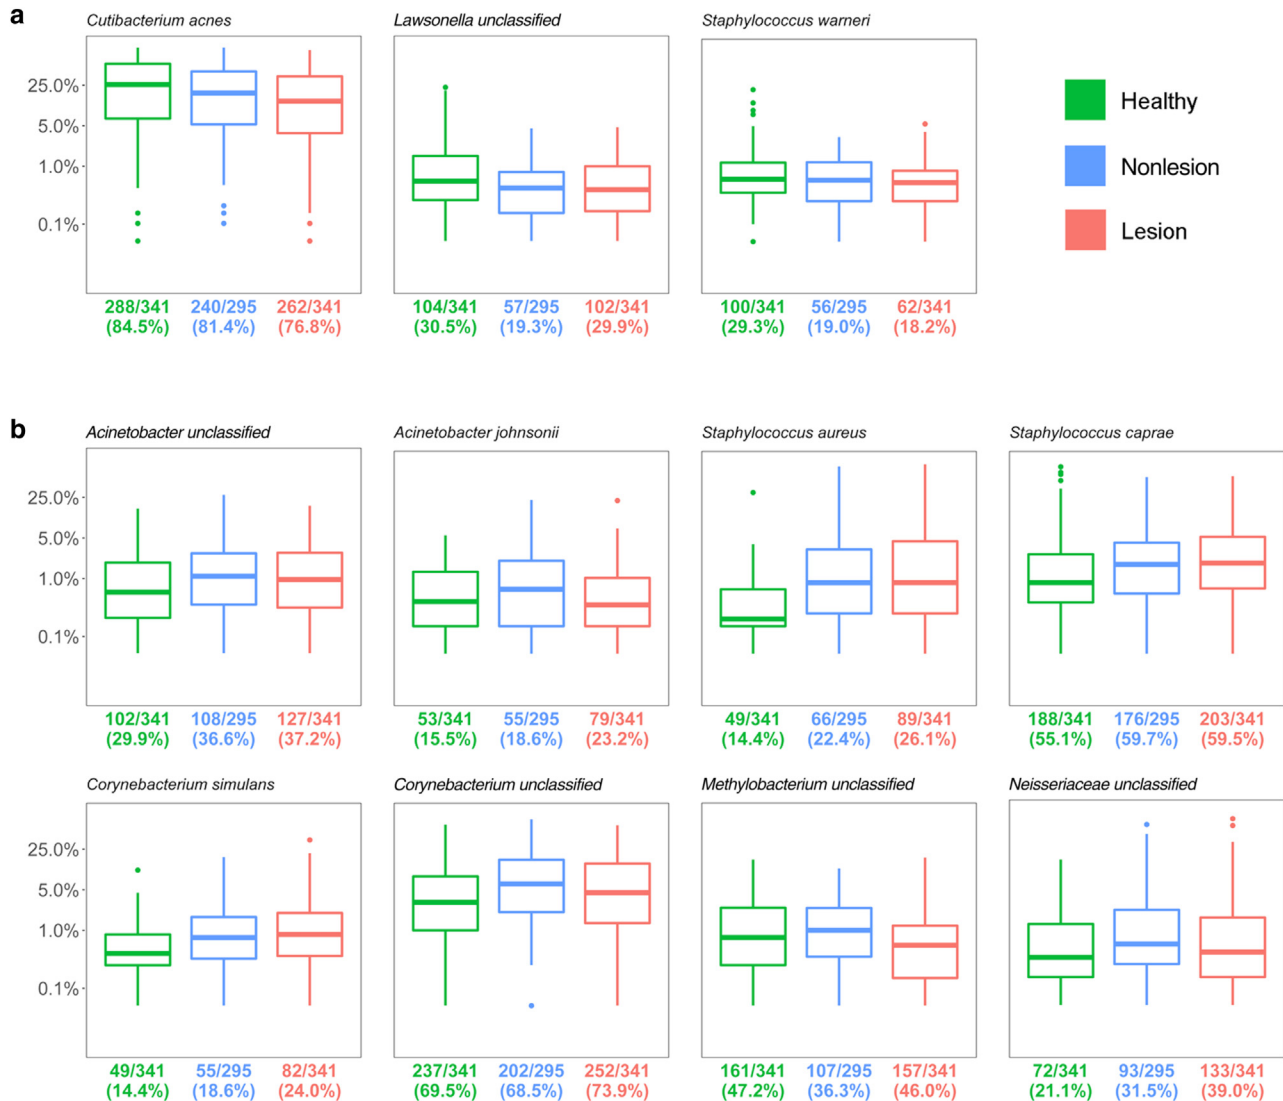 a
Cutibacterium acnes
Lawsonella unclassified
Staphylococcus warneri
25.0%
5.0%
1.0%
0.1%
Healthy
Nonlesion
Lesion
288/341 240/295 262/341
(84.5%) (81.4%) (76.8%)
104/341 57/295 102/341
(30.5%) (19.3%) (29.9%)
100/341 56/295 62/341
(29.3%) (19.0%) (18.2%)
b
Acinetobacter unclassified
Acinetobacter johnsonii
Staphylococcus aureus
Staphylococcus caprae
25.0%
5.0%
1.0%
0.1%
102/341 108/295 127/341
(29.9%) (36.6%) (37.2%)
53/341 55/295 79/341
(15.5%) (18.6%) (23.2%)
49/341 66/295 89/341
(14.4%) (22.4%) (26.1%)
188/341 176/295 203/341
(55.1%) (59.7%) (59.5%)
Corynebacterium simulans
Corynebacterium unclassified
Methylobacterium unclassified
Neisseriaceae unclassified
25.0%
5.0%
1.0%
0.1%
49/341 55/295 82/341
(14.4%) (18.6%) (24.0%)
237/341 202/295 252/341
(69.5%) (68.5%) (73.9%)
161/341 107/295 157/341
(47.2%) (36.3%) (46.0%)
72/341 93/295 133/341
(21.1%) (31.5%) (39.0%)